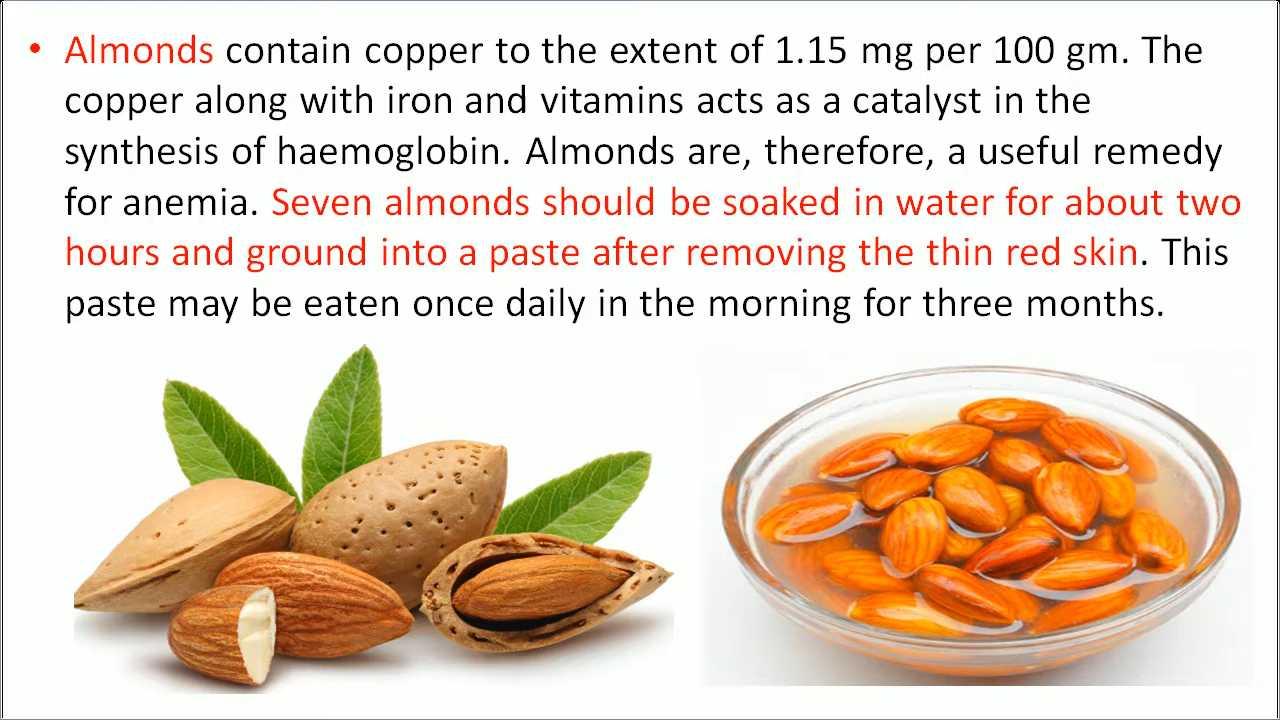 • Almonds contain copper to the extent of 1.15 mg per 100 gm. The
copper along with iron and vitamins acts as a catalyst in the
synthesis of haemoglobin. Almonds are, therefore, a useful remedy
for anemia. Seven almonds should be soaked in water for about two
hours and ground into a paste after removing the thin red skin. This
paste may be eaten once daily in the morning for three months.